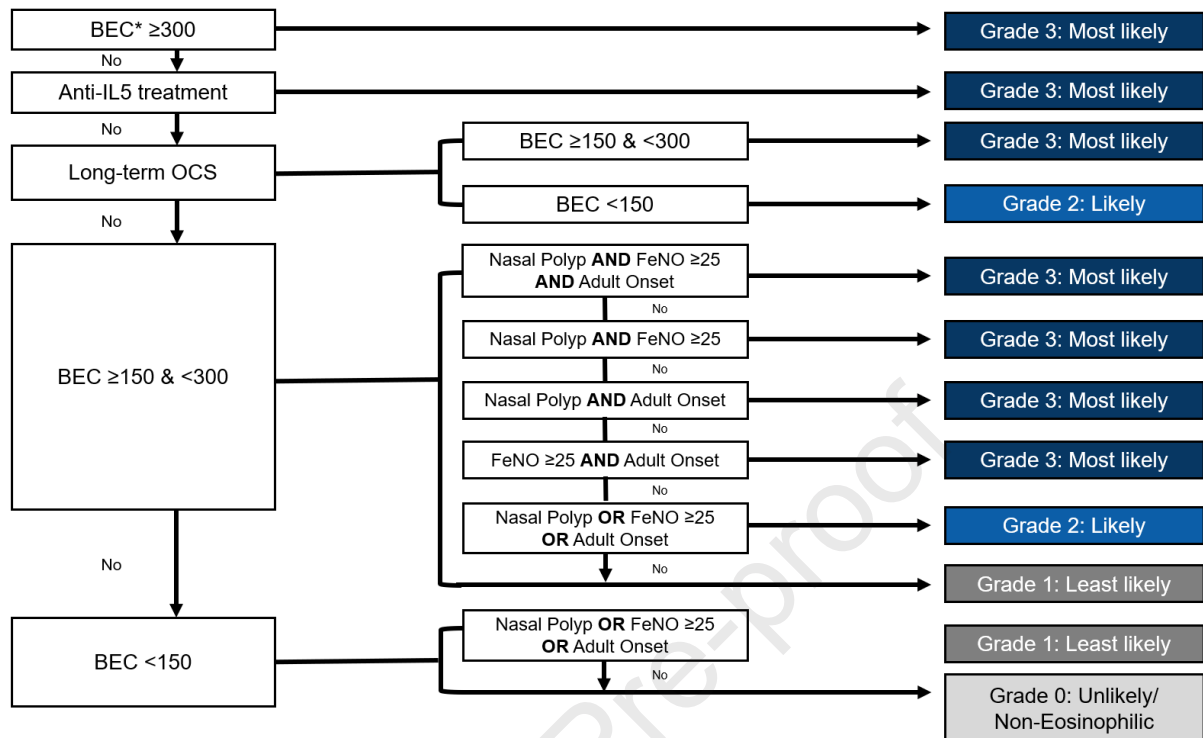 BEC* ≥300
Grade 3: Most likely
No
Anti-IL5 treatment
Grade 3: Most likely
No
Long-term OCS
BEC ≥150 & <300
Grade 3: Most likely
BEC <150
Grade 2: Likely
No
BEC ≥150 & <300
Nasal Polyp AND FeNO ≥25
AND Adult Onset
Grade 3: Most likely
No
Nasal Polyp AND FeNO ≥25
Grade 3: Most likely
No
Nasal Polyp AND Adult Onset
Grade 3: Most likely
No
FeNO ≥25 AND Adult Onset
Grade 3: Most likely
No
Nasal Polyp OR FeNO ≥25
OR Adult Onset
Grade 2: Likely
No
Grade 1: Least likely
No
BEC <150
Nasal Polyp OR FeNO ≥25
OR Adult Onset
Grade 1: Least likely
No
Grade 0: Unlikely/
Non-Eosinophilic
Pre-proof